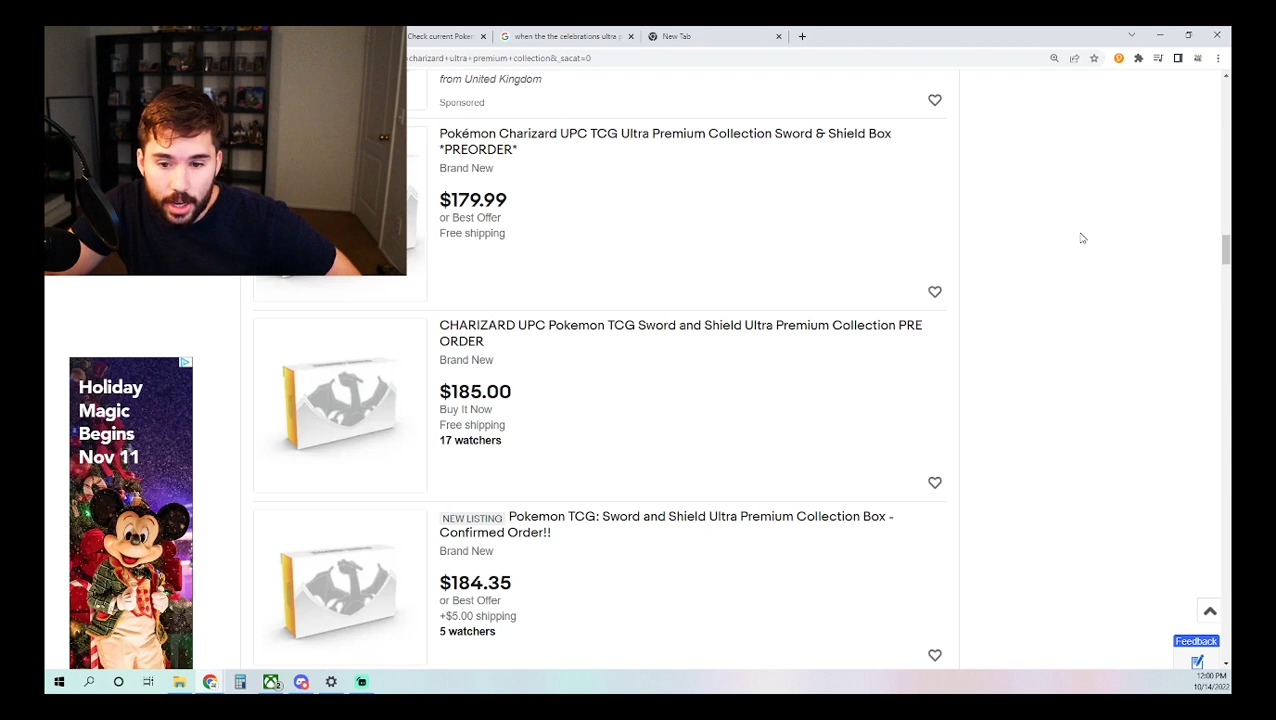 Check current Poker
when the the celebrations ultra p
New Tab
charizard+ultra+premium+collection&_sacat=0
from United Kingdom
Sponsored
Pokémon Charizard UPC TCG Ultra Premium Collection Sword & Shield Box
*PREORDER*
Brand New
$179.99
or Best Offer
Free shipping
CHARIZARD UPC Pokemon TCG Sword and Shield Ultra Premium Collection PRE
ORDER
Brand New
$185.00
Buy It Now
Free shipping
17 watchers
NEW LISTING Pokemon TCG: Sword and Shield Ultra Premium Collection Box -
Confirmed Order!!
Brand New
$184.35
or Best Offer
+$5.00 shipping
5 watchers
Holiday
Magic
Begins
Nov 11
Feedback
12:00 PM
10/14/2022